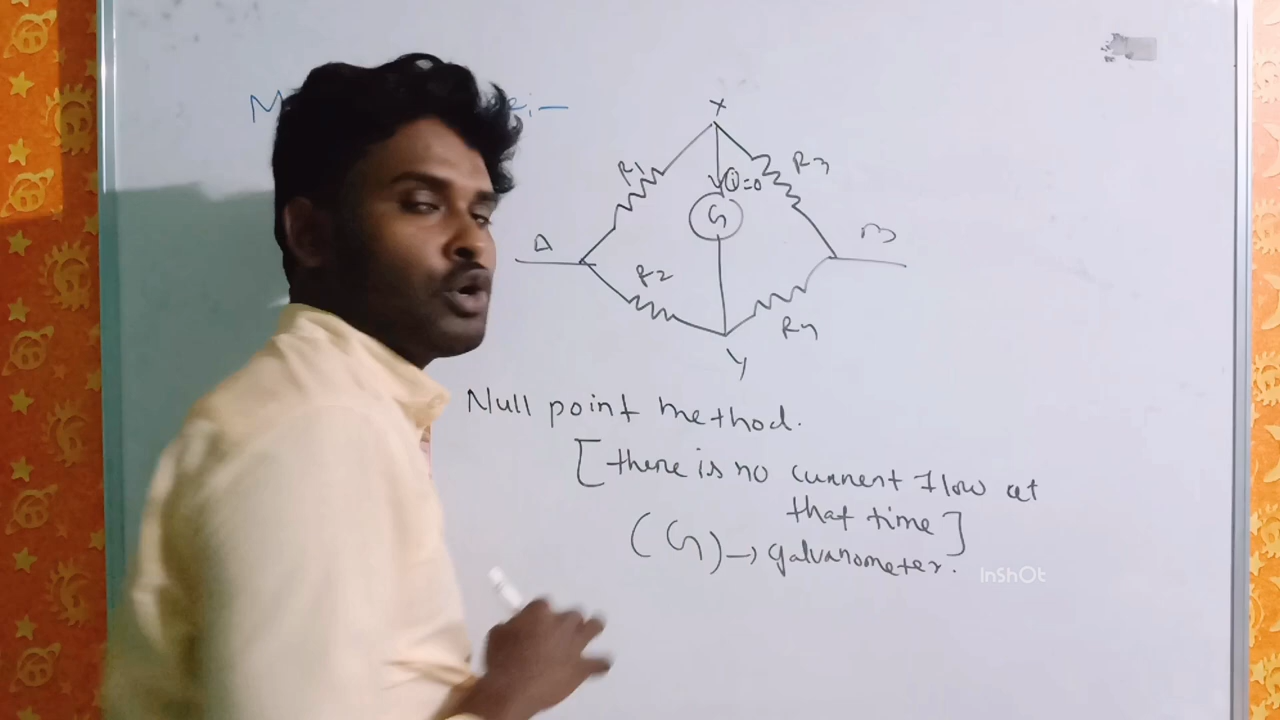 X
R1
R3
i=0
G
A
B
R2
R4
Y
Null point method.
[there is no current flow at
that time]
(G) → galvanometer.
InShOt